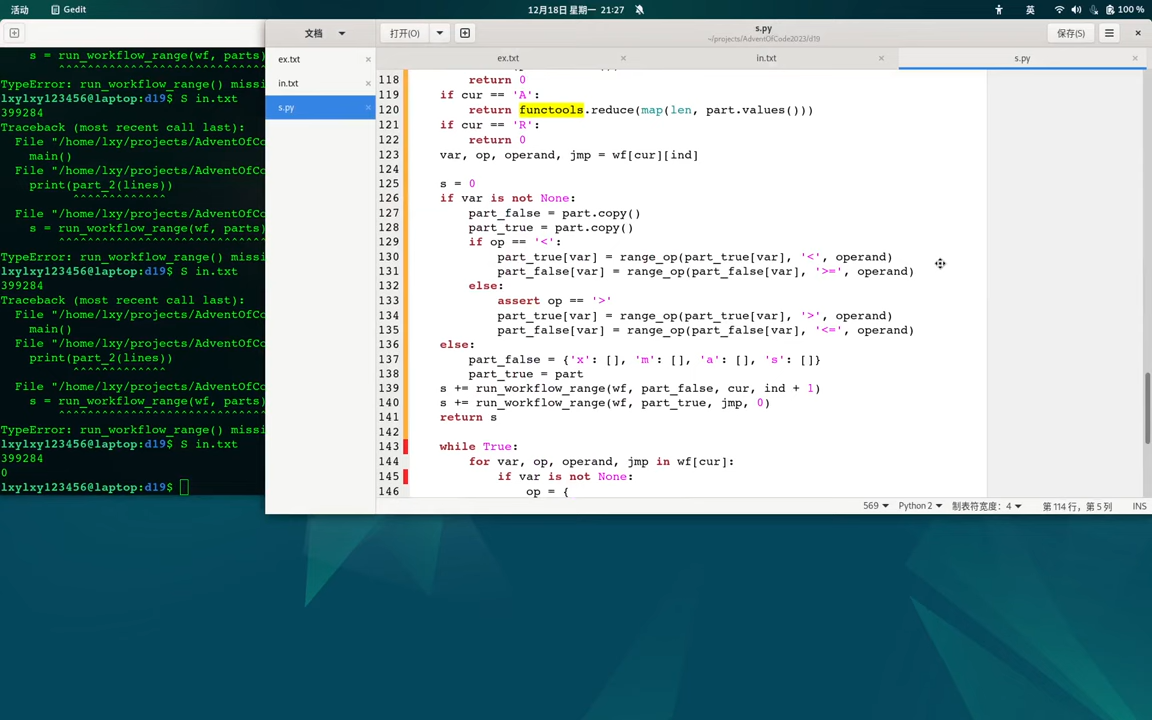 活动
Gedit
12月18日 星期一 21:27
英
100 %
s = run_workflow_range(wf, parts)
TypeError: run_workflow_range() missi
lxylxy123456@laptop:d19$ S in.txt
399284
Traceback (most recent call last):
File "/home/lxy/projects/AdventOfCo
main()
File "/home/lxy/projects/AdventOfCo
print(part_2(lines))
^^^^^^^^^^^^^
File "/home/lxy/projects/AdventOfCo
s = run_workflow_range(wf, parts)
TypeError: run_workflow_range() missi
lxylxy123456@laptop:d19$ S in.txt
399284
Traceback (most recent call last):
File "/home/lxy/projects/AdventOfCo
main()
File "/home/lxy/projects/AdventOfCo
print(part_2(lines))
^^^^^^^^^^^^^
File "/home/lxy/projects/AdventOfCo
s = run_workflow_range(wf, parts)
TypeError: run_workflow_range() missi
lxylxy123456@laptop:d19$ S in.txt
399284
0
lxylxy123456@laptop:d19$
文档
打开(O)
s.py
~/projects/AdventOfCode2023/d19
保存(S)
ex.txt
in.txt
s.py
ex.txt
in.txt
s.py
118 return 0
119 if cur == 'A':
120 return functools.reduce(map(len, part.values()))
121 if cur == 'R':
122 return 0
123 var, op, operand, jmp = wf[cur][ind]
124
125 s = 0
126 if var is not None:
127 part_false = part.copy()
128 part_true = part.copy()
129 if op == '<':
130 part_true[var] = range_op(part_true[var], '<', operand)
131 part_false[var] = range_op(part_false[var], '>=', operand)
132 else:
133 assert op == '>'
134 part_true[var] = range_op(part_true[var], '>', operand)
135 part_false[var] = range_op(part_false[var], '<=', operand)
136 else:
137 part_false = {'x': [], 'm': [], 'a': [], 's': []}
138 part_true = part
139 s += run_workflow_range(wf, part_false, cur, ind + 1)
140 s += run_workflow_range(wf, part_true, jmp, 0)
141 return s
142
143 while True:
144 for var, op, operand, jmp in wf[cur]:
145 if var is not None:
146 op = {
569
Python 2
制表符宽度：4
第 114 行，第 5 列
INS